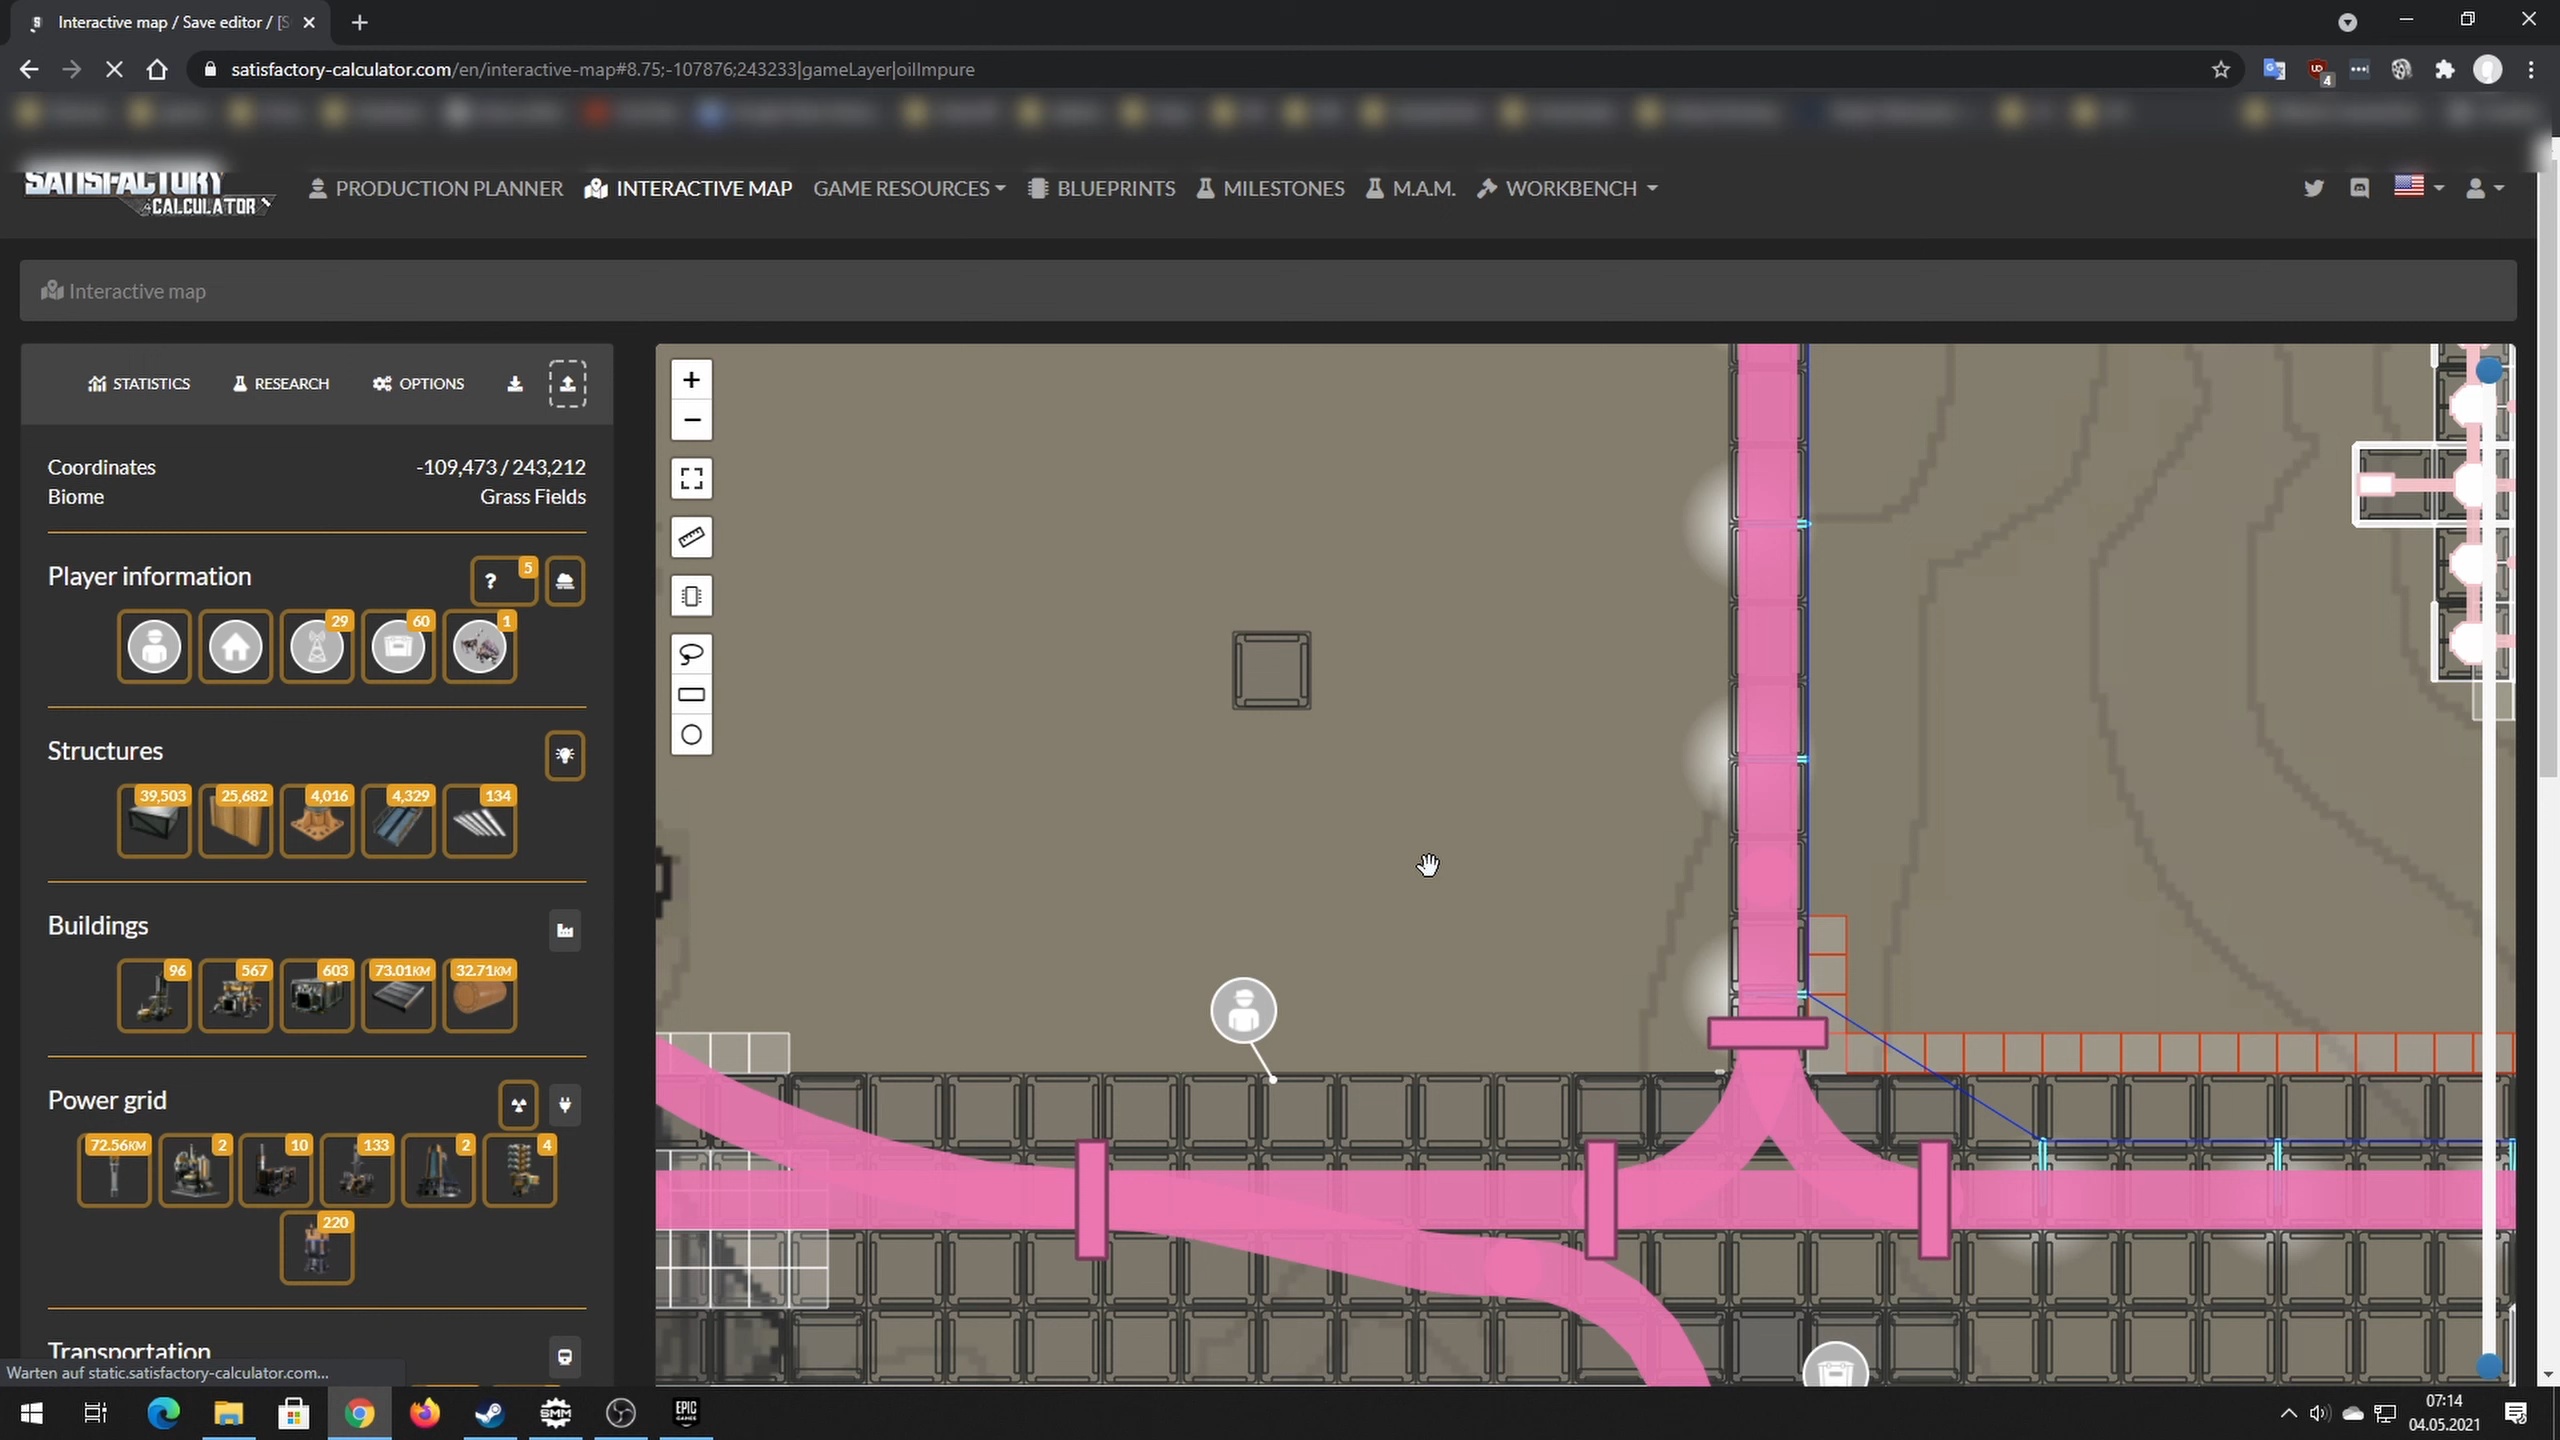 Interactive map / Save editor / [S
satisfactory-calculator.com/en/interactive-map#8.75;-107876;243233|gameLayer|oilImpure
4
SATISFACTORY
CALCULATOR
PRODUCTION PLANNER
INTERACTIVE MAP
GAME RESOURCES
BLUEPRINTS
MILESTONES
M.A.M.
WORKBENCH
Interactive map
STATISTICS
RESEARCH
OPTIONS
Coordinates
-109,473 / 243,212
Biome
Grass Fields
Player information
? 5
29
60
1
Structures
39,503
25,682
4,016
4,329
134
Buildings
96
567
603
73.01KM
32.71KM
Power grid
72.56KM
2
10
133
2
4
220
Transportation
Warten auf static.satisfactory-calculator.com...
+
−
SMM
EPIC
GAMES
07:14
04.05.2021